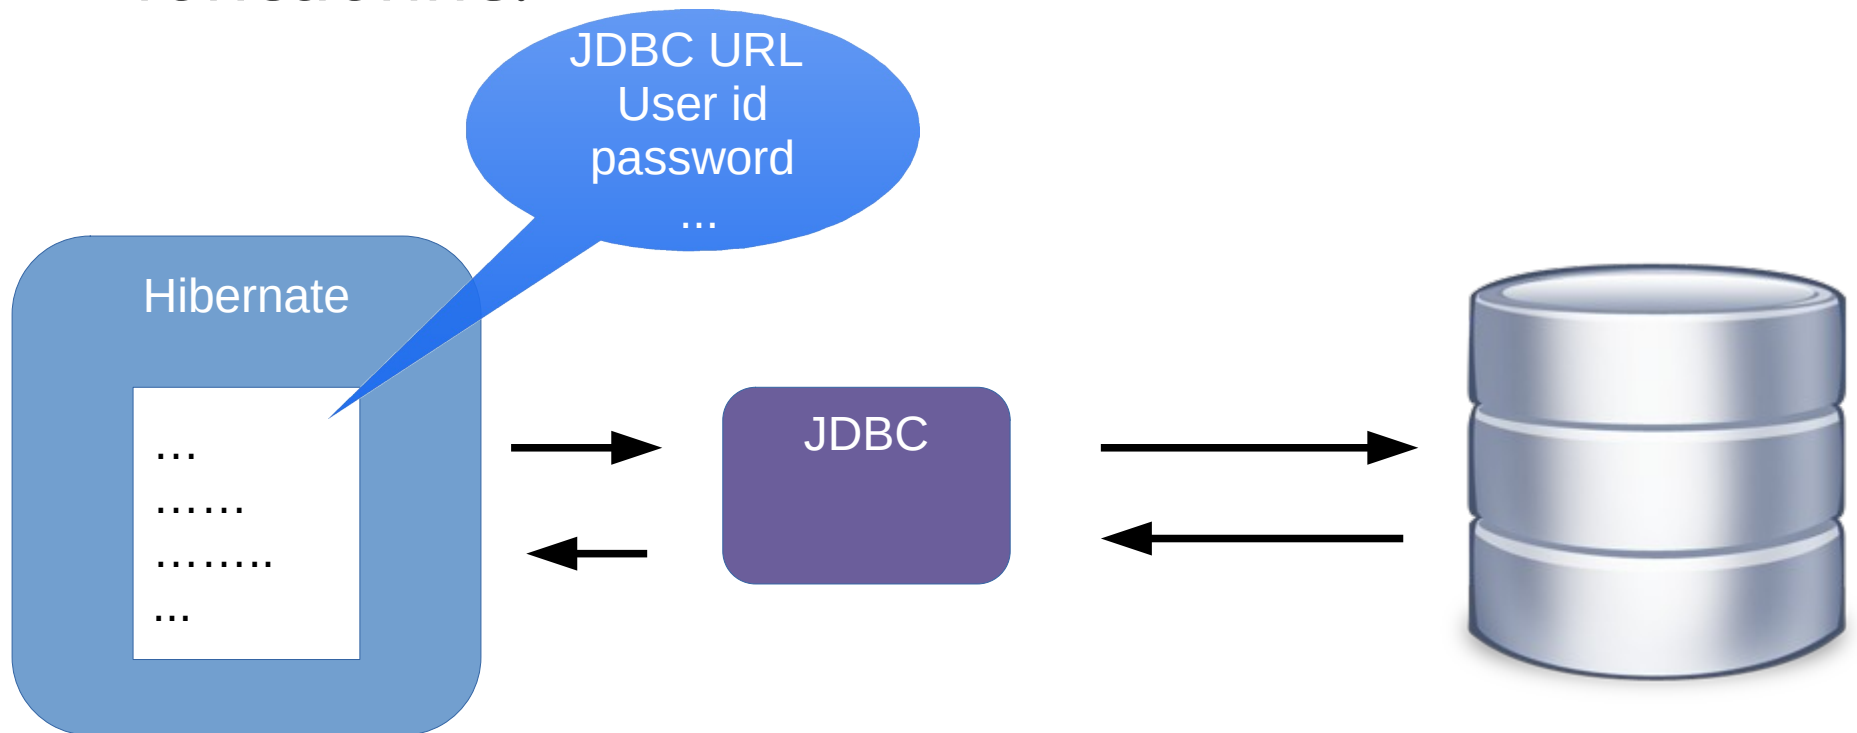 JDBC URL
User id
password
...
Hibernate
JDBC
...
......
........
...